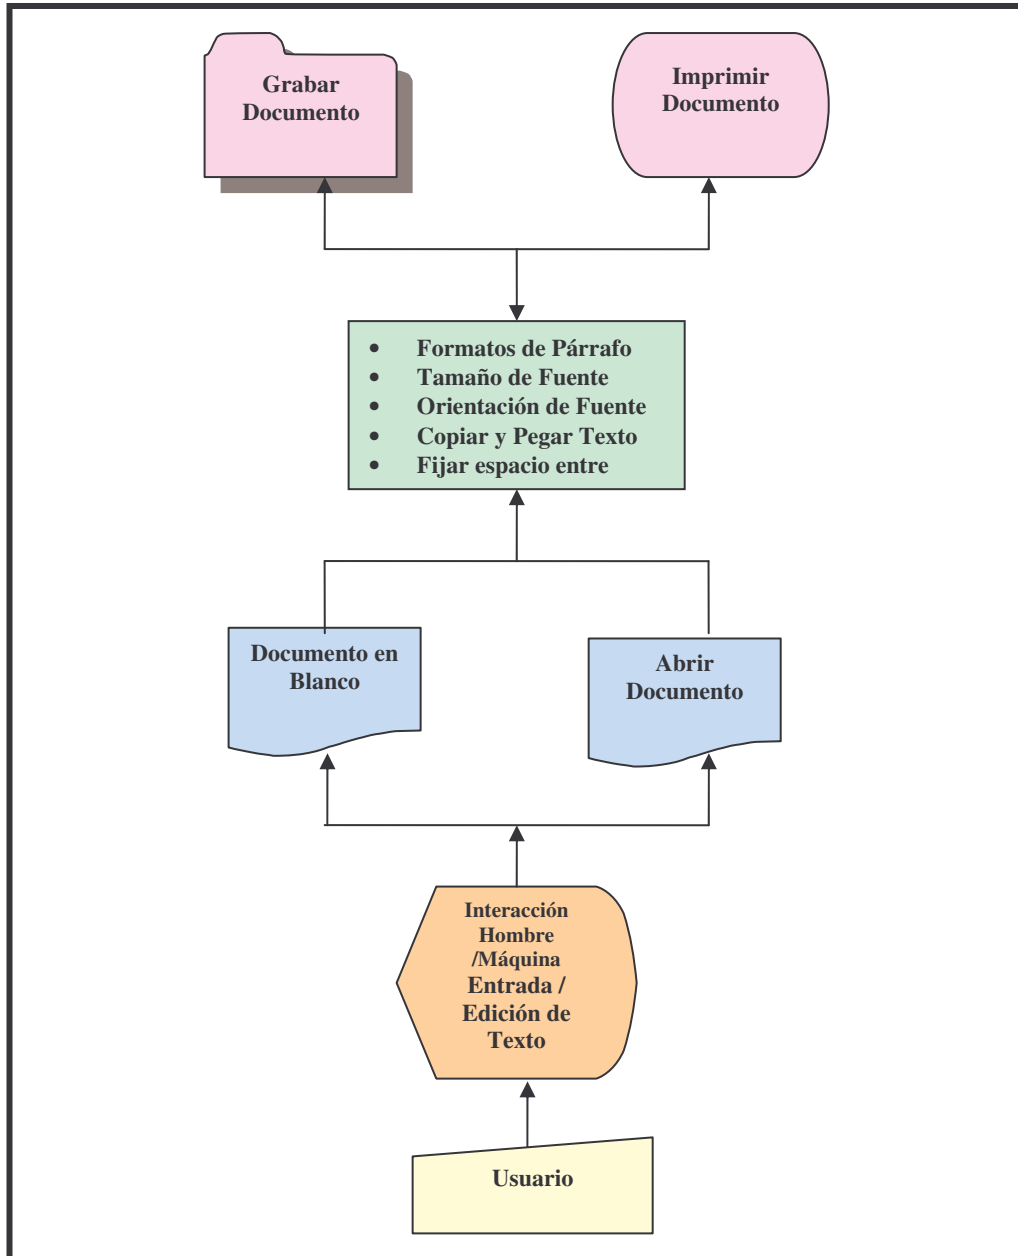 Grabar
Documento
Imprimir
Documento
• Formatos de Párrafo
• Tamaño de Fuente
• Orientación de Fuente
• Copiar y Pegar Texto
• Fijar espacio entre
Documento en
Blanco
Abrir
Documento
Interacción
Hombre
/Máquina
Entrada /
Edición de
Texto
Usuario